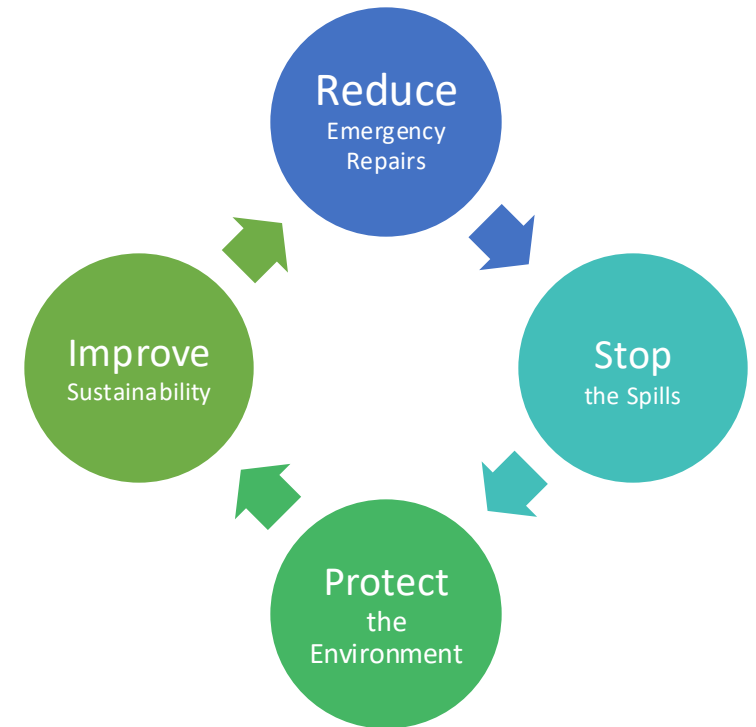 Reduce
Emergency
Repairs
Stop
the Spills
Protect
the
Environment
Improve
Sustainability